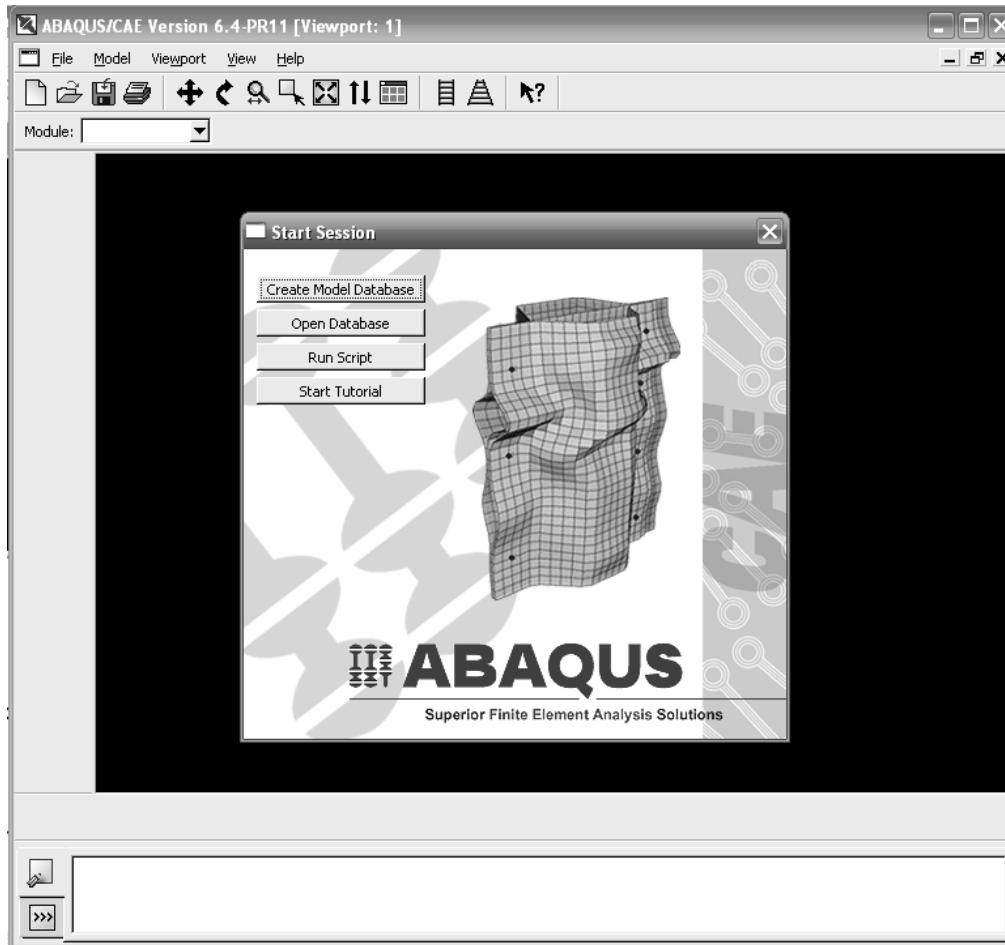 ABAQUS/CAE Version 6.4-PR11 [Viewport: 1]
File Model Viewport View Help
Module:
Start Session
Create Model Database
Open Database
Run Script
Start Tutorial
CAE
ABAQUS
Superior Finite Element Analysis Solutions
>>>